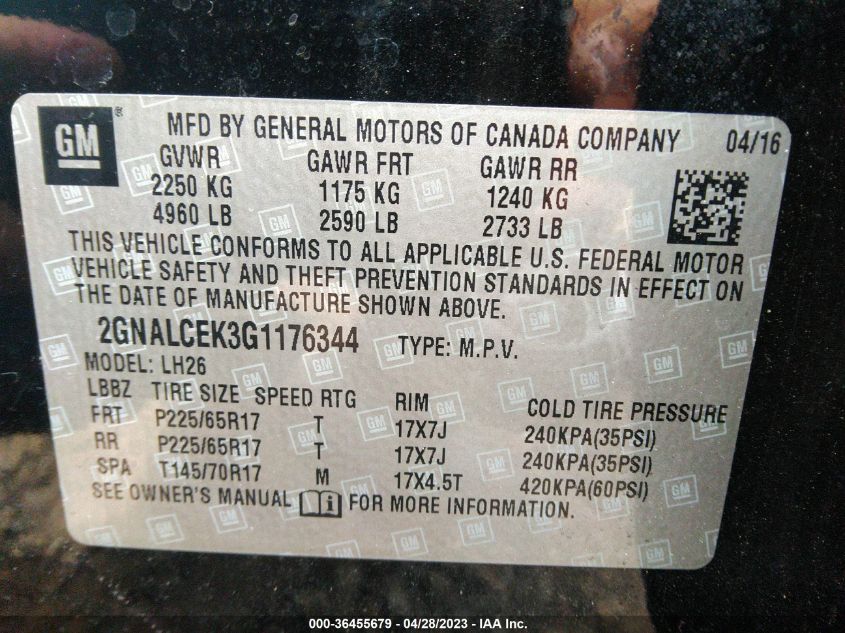 GM ®
MFD BY GENERAL MOTORS OF CANADA COMPANY 04/16
GVWR GAWR FRT GAWR RR
2250 KG 1175 KG 1240 KG
4960 LB 2590 LB 2733 LB
THIS VEHICLE CONFORMS TO ALL APPLICABLE U.S. FEDERAL MOTOR
VEHICLE SAFETY AND THEFT PREVENTION STANDARDS IN EFFECT ON
THE DATE OF MANUFACTURE SHOWN ABOVE.
2GNALCEK3G1176344 TYPE: M.P.V.
MODEL: LH26
LBBZ TIRE SIZE SPEED RTG RIM COLD TIRE PRESSURE
FRT P225/65R17 T 17X7J 240KPA(35PSI)
RR P225/65R17 T 17X7J 240KPA(35PSI)
SPA T145/70R17 M 17X4.5T 420KPA(60PSI)
SEE OWNER'S MANUAL FOR MORE INFORMATION.
000-36455679 / 04/28/2023 - © IAA Inc.